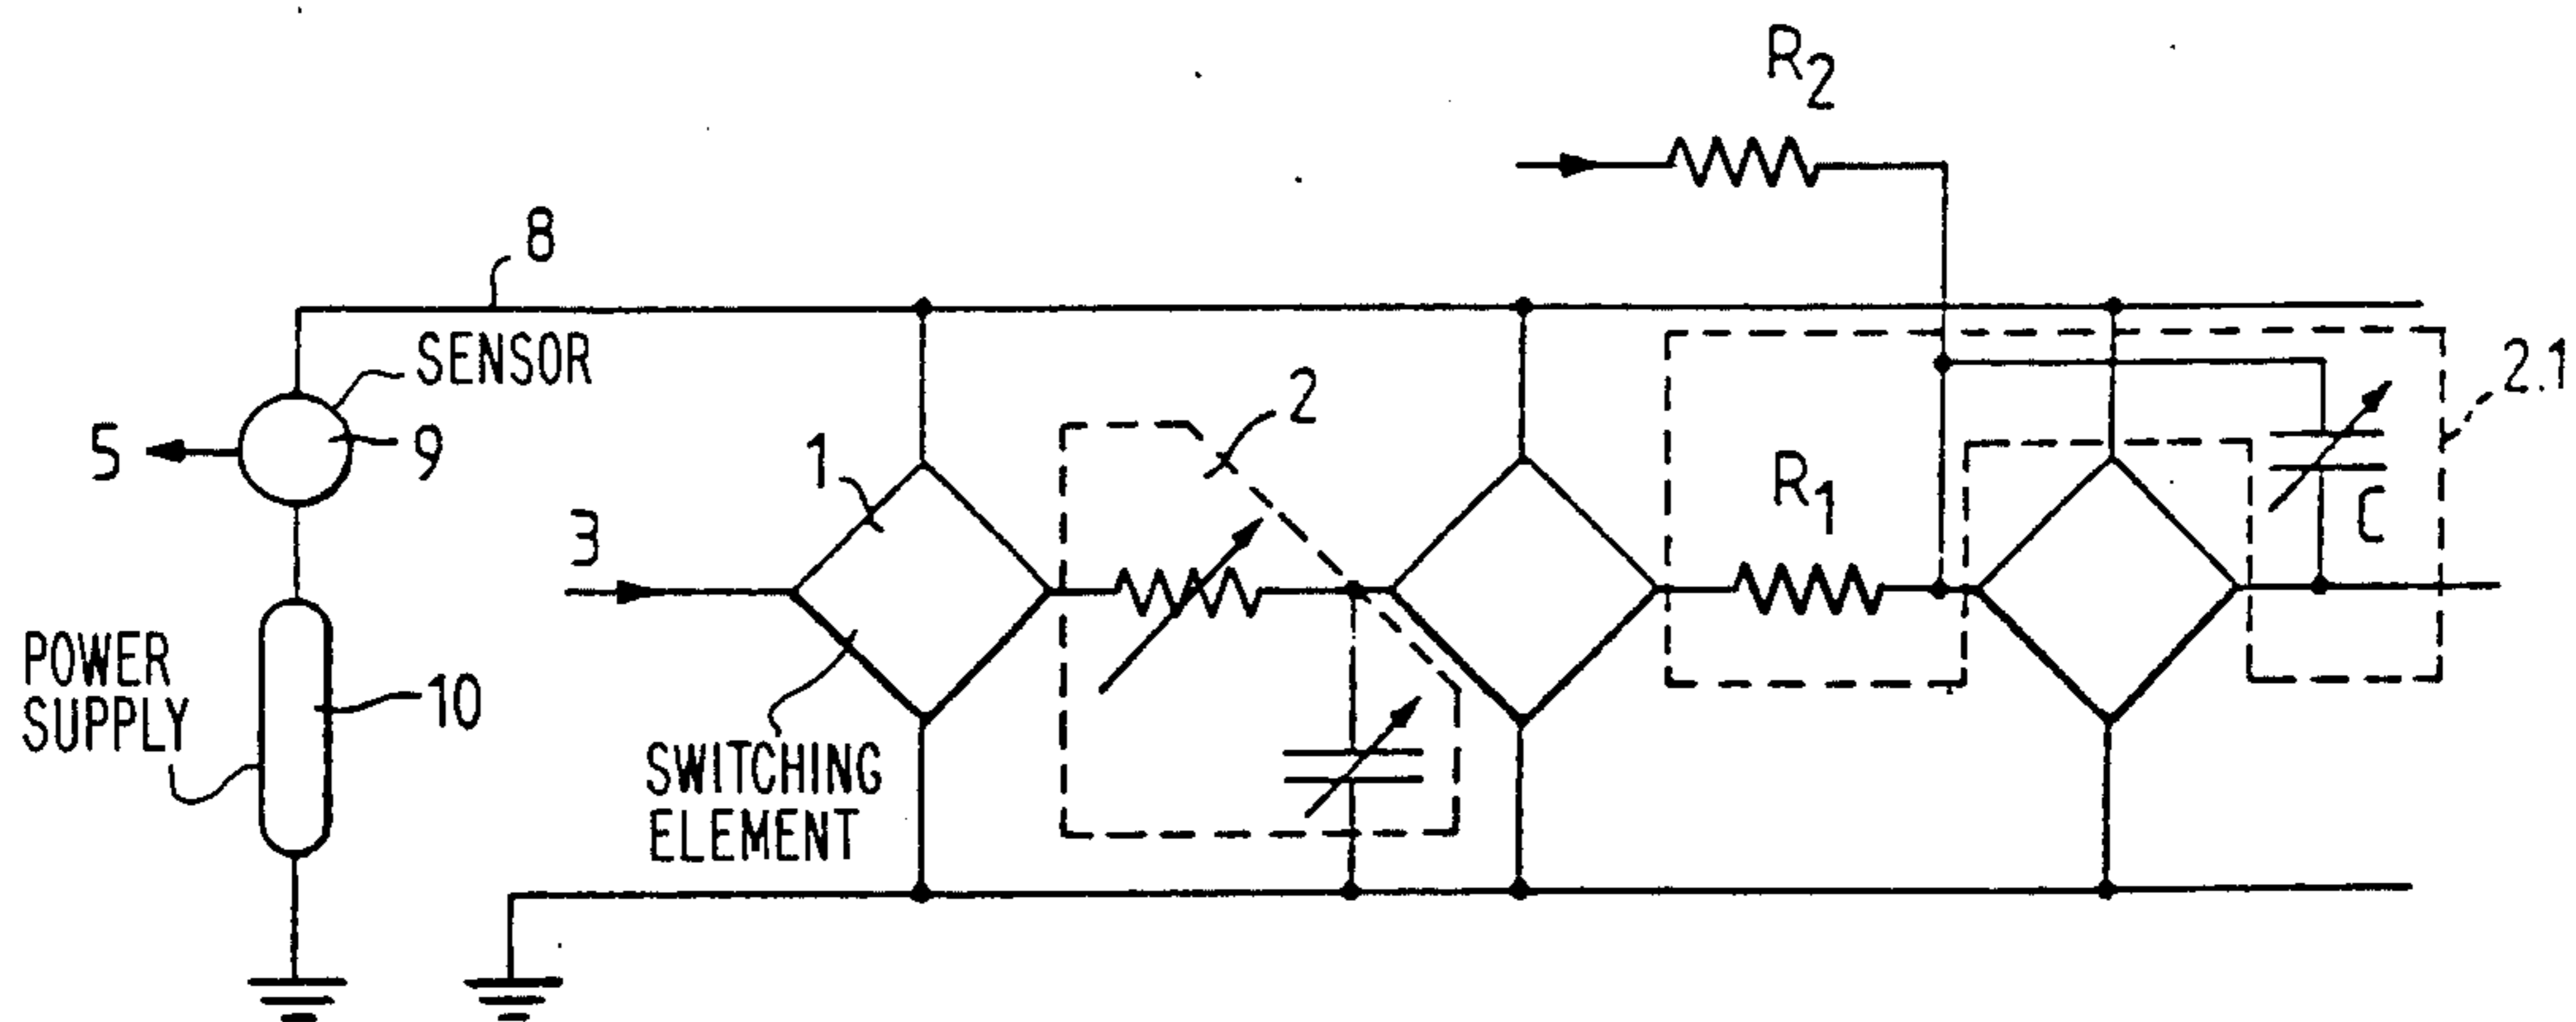 R2
8
SENSOR
5
9
1
2
2.1
3
R1
C
POWER
SUPPLY
10
SWITCHING
ELEMENT